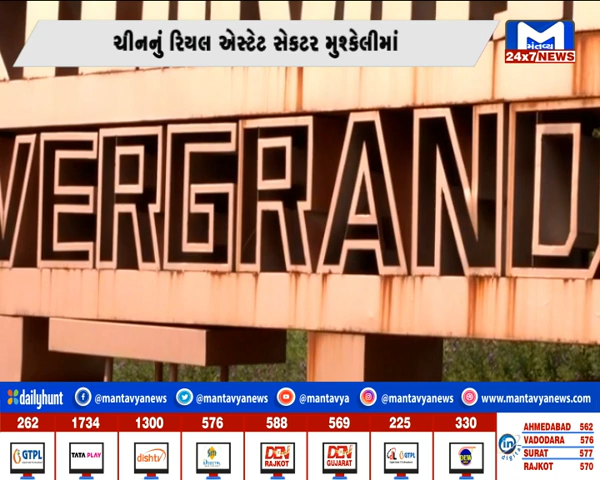 ચીનનું રિયલ એસ્ટેટ સેક્ટર મુશ્કેલીમાં
મંતવ્ય
24x7NEWS
VERGRAND
dailyhunt @mantavyanews @mantavyanews @mantavya @mantavyanews www.mantavyanews.com
262 1734 1300 576 588 569 225 330
GTPL TATA PLAY dishtv DEN RAJKOT DEN GUJARAT GTPL
in digital
AHMEDABAD 562
VADODARA 576
SURAT 577
RAJKOT 570